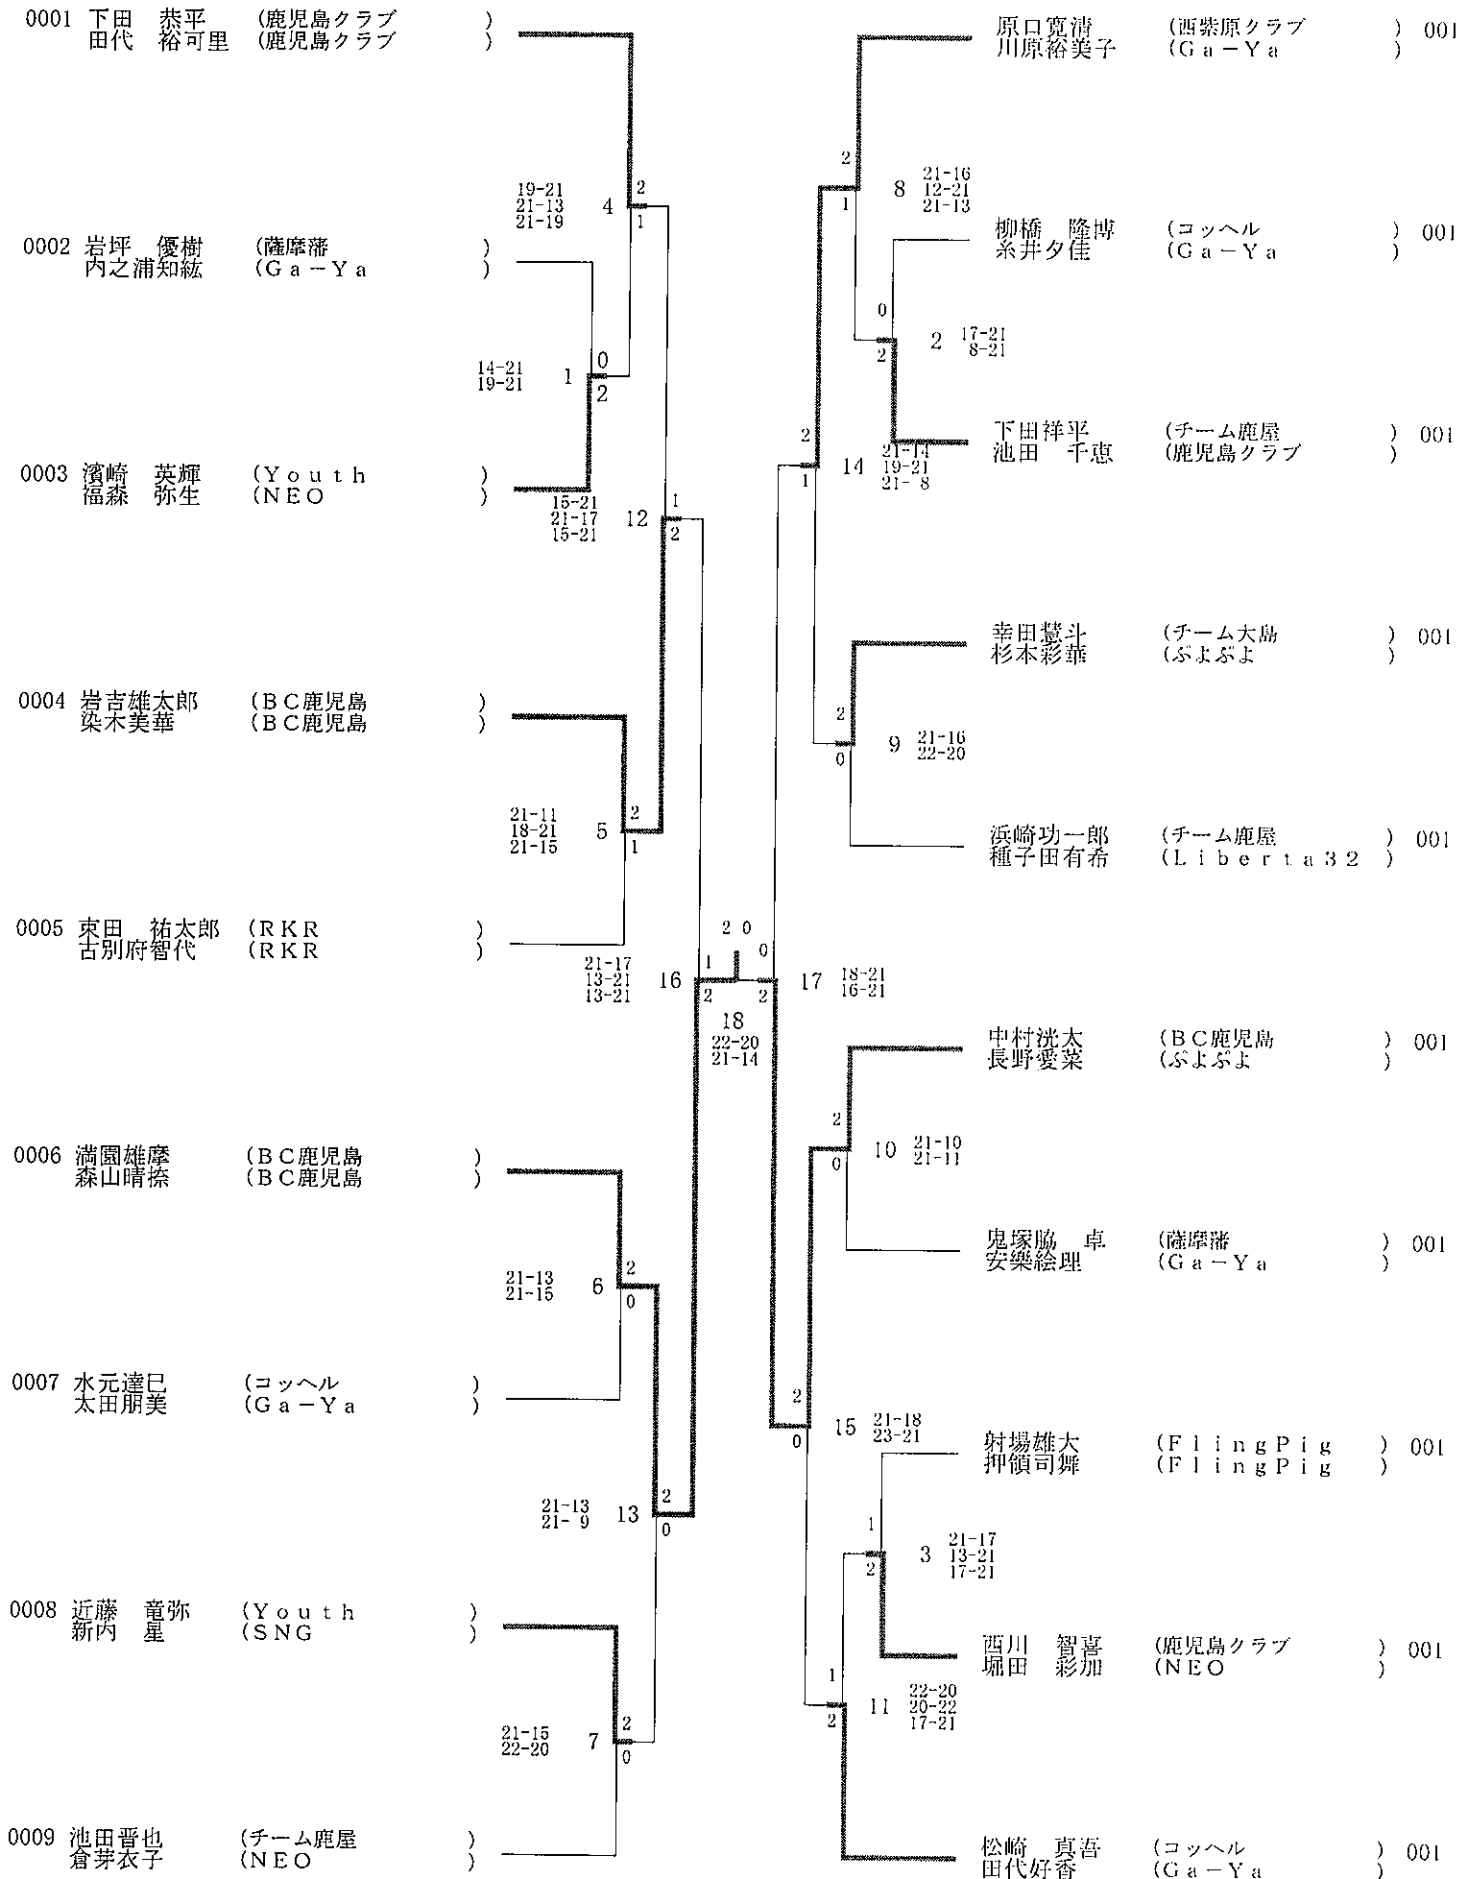 0001 下田　恭平 (鹿児島クラブ )
田代　裕可里 (鹿児島クラブ )
19-21
21-13
21-19
4
2
1
0002 岩坪　優樹 (薩摩藩 )
内之浦知紘 (Ga－Ya )
14-21
19-21
1
0
2
0003 濱崎　英輝 (Youth )
福森　弥生 (NEO )
15-21
21-17
15-21
12
1
2
0004 岩吉雄太郎 (BC鹿児島 )
染木美華 (BC鹿児島 )
21-11
18-21
21-15
5
2
1
0005 束田　祐太郎 (RKR )
古別府智代 (RKR )
21-17
13-21
13-21
16
1
2
2 0
18
22-20
21-14
0006 満園雄摩 (BC鹿児島 )
森山晴捺 (BC鹿児島 )
21-13
21-15
6
2
0
0007 水元達巳 (コッヘル )
太田朋美 (Ga－Ya )
21-13
21- 9
13
2
0
0008 近藤　竜弥 (Youth )
新内　星 (SNG )
21-15
22-20
7
2
0
0009 池田晋也 (チーム鹿屋 )
倉芽衣子 (NEO )
原口寛清 (西紫原クラブ ) 001
川原裕美子 (Ga－Ya )
2
1
8
21-16
12-21
21-13
柳橋　隆博 (コッヘル ) 001
糸井夕佳 (Ga－Ya )
0
2
2
17-21
8-21
下田祥平 (チーム鹿屋 ) 001
池田　千恵 (鹿児島クラブ )
2
1
14
21-14
19-21
21- 8
幸田慧斗 (チーム大島 ) 001
杉本彩華 (ぷよぷよ )
2
0
9
21-16
22-20
浜崎功一郎 (チーム鹿屋 ) 001
種子田有希 (Liberta32 )
0
2
17
18-21
16-21
中村洸太 (BC鹿児島 ) 001
長野愛菜 (ぷよぷよ )
2
0
10
21-10
21-11
鬼塚脇　卓 (薩摩藩 ) 001
安樂絵理 (Ga－Ya )
2
0
15
21-18
23-21
射場雄大 (FlingPig ) 001
押領司舞 (FlingPig )
1
2
3
21-17
13-21
17-21
西川　智喜 (鹿児島クラブ ) 001
堀田　彩加 (NEO )
1
2
11
22-20
20-22
17-21
松崎　真吾 (コッヘル ) 001
田代好香 (Ga－Ya )